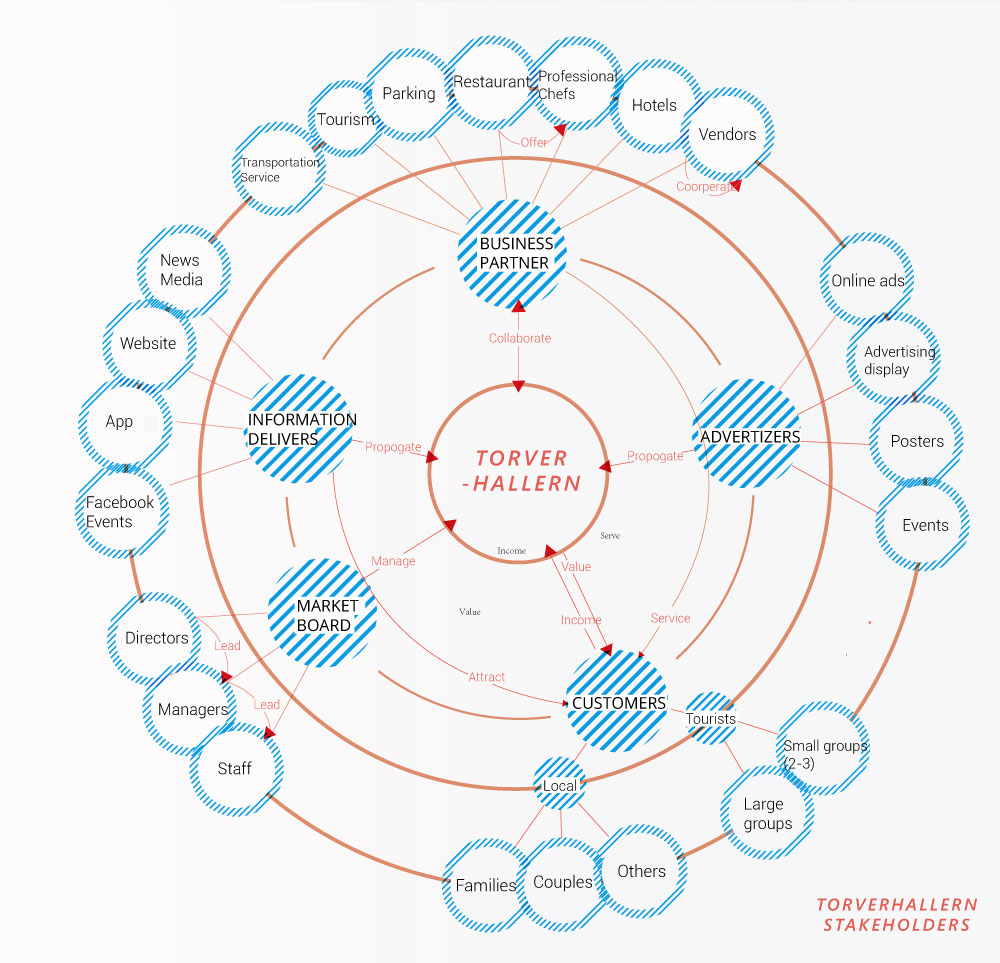 Restaurant
Professional
Chefs
Parking
Hotels
Tourism
Vendors
Offer
Transportation
Service
Coorperate
BUSINESS
PARTNER
News
Media
Online ads
Website
Collaborate
Advertising
display
App
INFORMATION
DELIVERS
Propogate
TORVER
-HALLERN
Propogate
ADVERTIZERS
Posters
Facebook
Events
Events
Serve
Income
Manage
Value
MARKET
BOARD
Value
Income
Service
Directors
Lead
Attract
Managers
Lead
CUSTOMERS
Tourists
Small groups
(2-3)
Staff
Local
Large
groups
Families
Couples
Others
TORVERHALLERN
STAKEHOLDERS